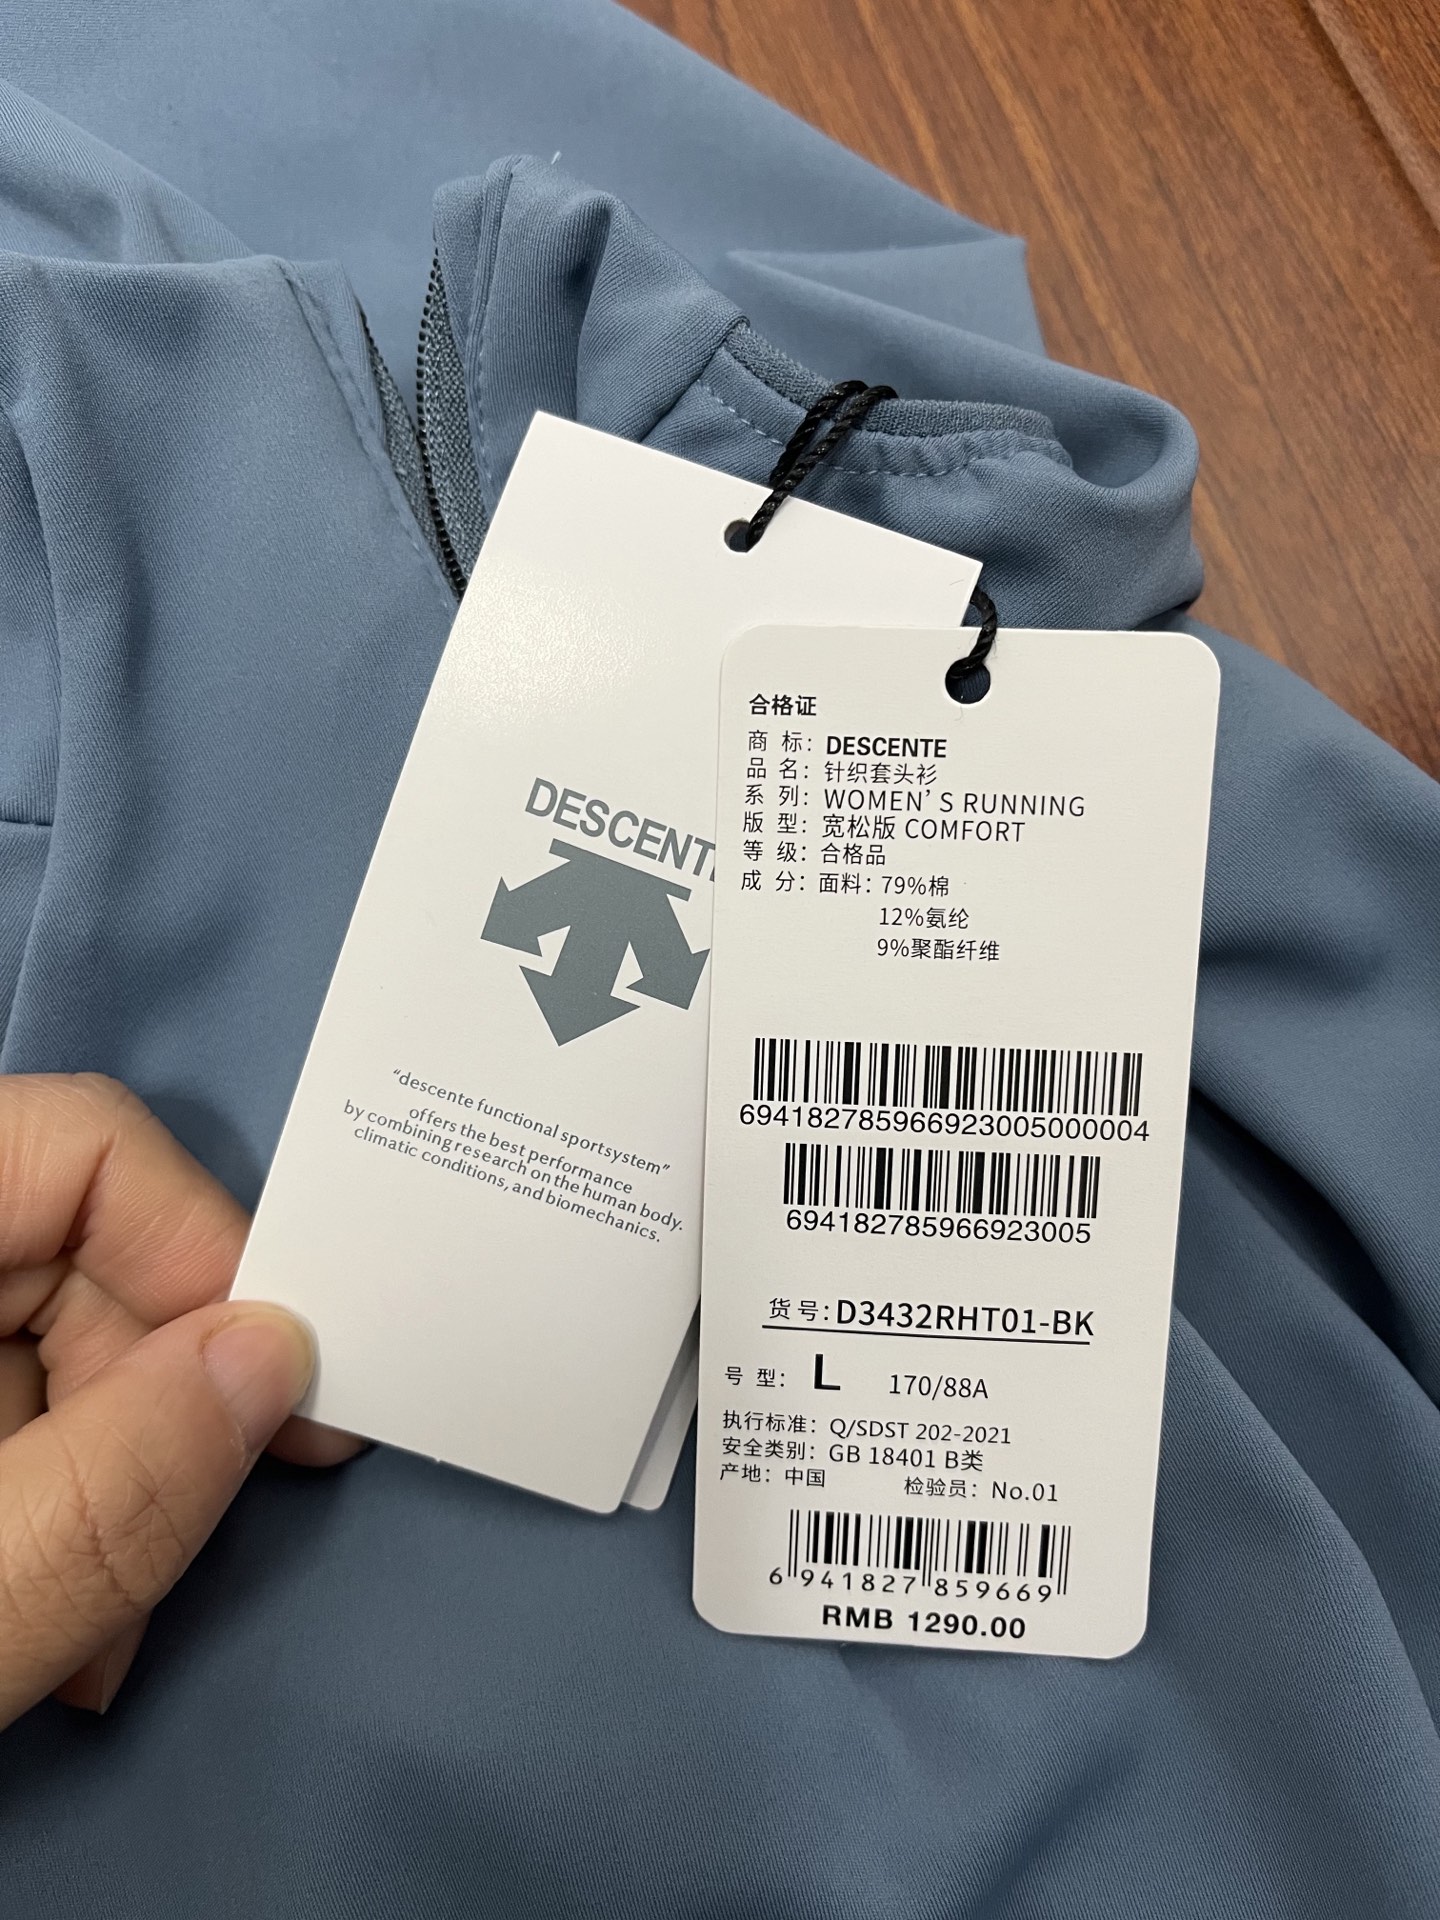 DESCENT
"descente functional sportsystem"
offers the best performance
by combining research on the human body.
climatic conditions, and biomechanics.
合格证
商 标：DESCENTE
品 名：针织套头衫
系 列：WOMEN'S RUNNING
版 型：宽松版 COMFORT
等 级：合格品
成 分：面料：79%棉
12%氨纶
9%聚酯纤维
694182785966923005000004
694182785966923005
货号：D3432RHT01-BK
号 型：L 170/88A
执行标准：Q/SDST 202-2021
安全类别：GB 18401 B类
产地：中国 检验员：No.01
6 941827 859669
RMB 1290.00